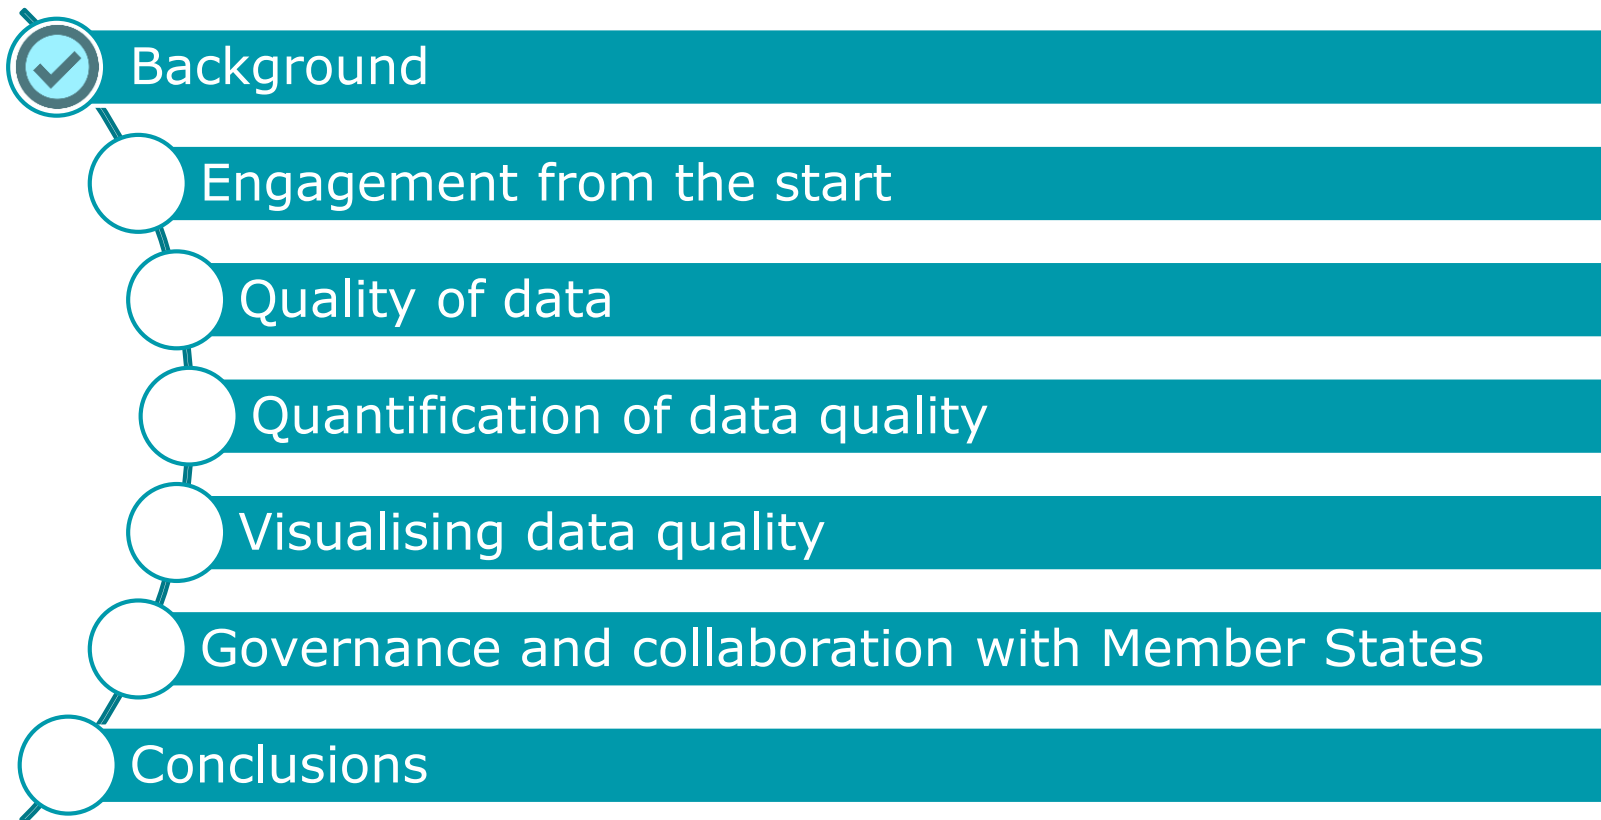 Background
Engagement from the start
Quality of data
Quantification of data quality
Visualising data quality
Governance and collaboration with Member States
Conclusions